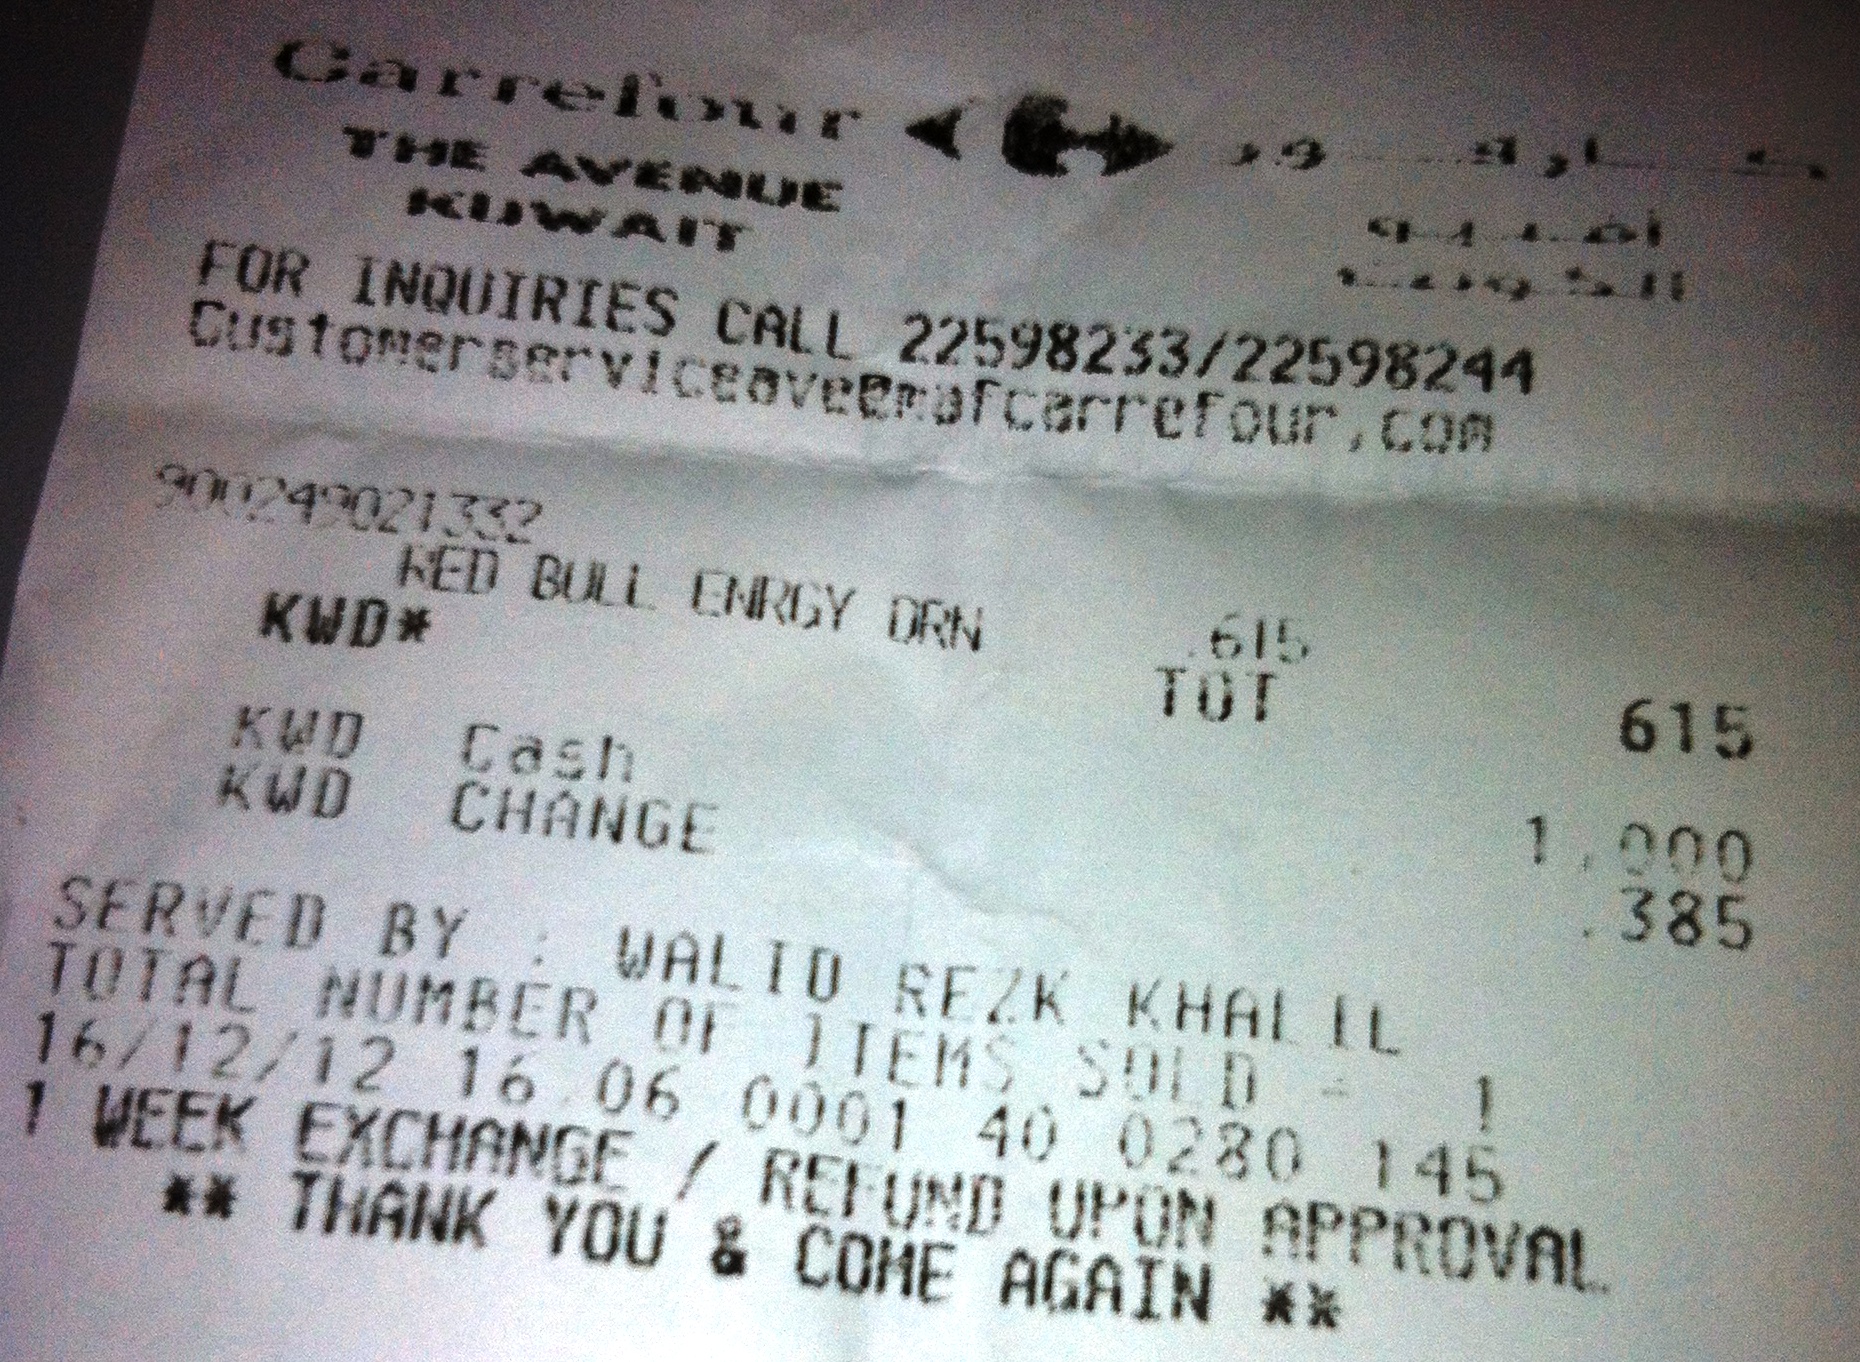 Carrefour كارفور
THE AVENUE
KUWAIT
الكويت
FOR INQUIRIES CALL 22598233/22598244
Customerserviceave@mafcarrefour.com
900249021332
RED BULL ENRGY DRN .615
KWD* TOT 615
KWD Cash 1,000
KWD CHANGE .385
SERVED BY : WALID REZK KHALIL
TOTAL NUMBER OF ITEMS SOLD = 1
16/12/12 16 06 0001 40 0280 145
1 WEEK EXCHANGE / REFUND UPON APPROVAL
** THANK YOU & COME AGAIN **